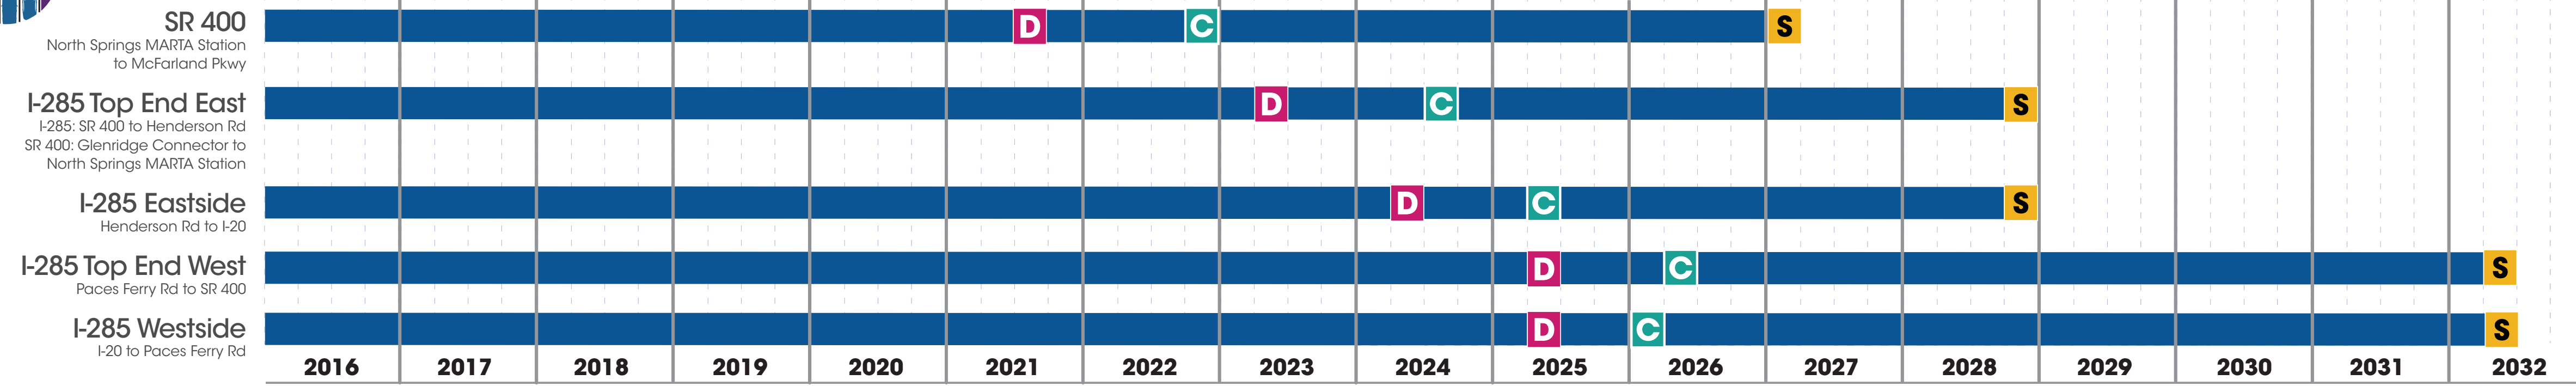 SR 400 D C S
North Springs MARTA Station
to McFarland Pkwy
I-285 Top End East D C S
I-285: SR 400 to Henderson Rd
SR 400: Glenridge Connector to
North Springs MARTA Station
I-285 Eastside D C S
Henderson Rd to I-20
I-285 Top End West D C S
Paces Ferry Rd to SR 400
I-285 Westside D C S
I-20 to Paces Ferry Rd
2016 2017 2018 2019 2020 2021 2022 2023 2024 2025 2026 2027 2028 2029 2030 2031 2032